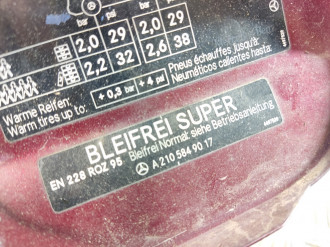 bar psi
2,0 29 2,0 29
2,2 32 2,6 38
Warme Reifen:
Warm tires up to:
+0,3 bar
+4 psi
Pneus échauffés jusqu'à:
Neumáticos calientes hasta:
BLEIFREI SUPER
EN 228 ROZ 95 Bleifrei Normal: siehe Betriebsanleitung
A 210 584 90 17